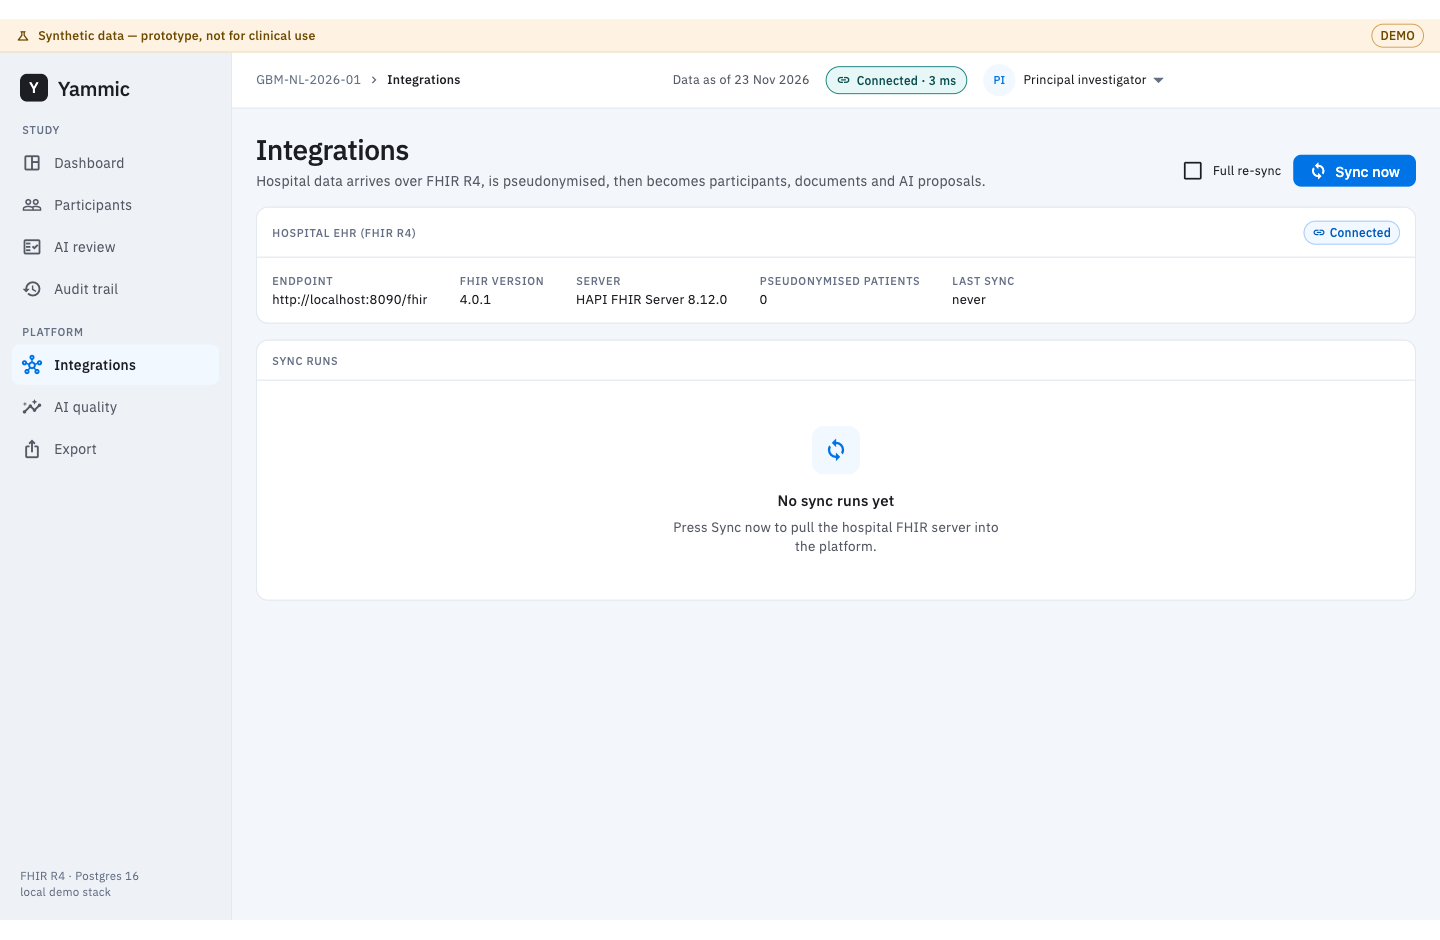 Synthetic data — prototype, not for clinical use
DEMO
Y
Yammic
GBM-NL-2026-01 > Integrations
Data as of 23 Nov 2026
Connected · 3 ms
PI
Principal investigator
STUDY
Dashboard
Participants
AI review
Audit trail
PLATFORM
Integrations
AI quality
Export
FHIR R4 · Postgres 16
local demo stack
Integrations
Hospital data arrives over FHIR R4, is pseudonymised, then becomes participants, documents and AI proposals.
Full re-sync
Sync now
HOSPITAL EHR (FHIR R4)
Connected
ENDPOINT
http://localhost:8090/fhir
FHIR VERSION
4.0.1
SERVER
HAPI FHIR Server 8.12.0
PSEUDONYMISED PATIENTS
0
LAST SYNC
never
SYNC RUNS
No sync runs yet
Press Sync now to pull the hospital FHIR server into
the platform.